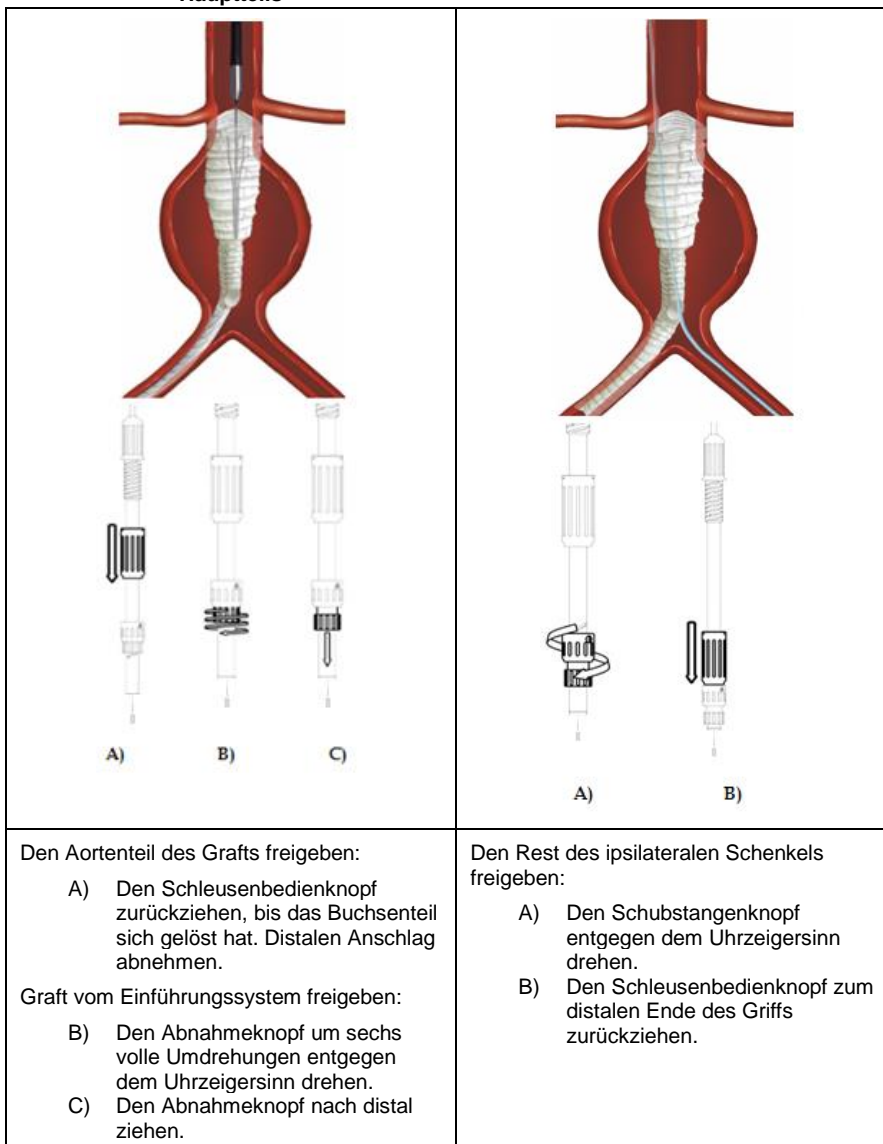 A)
B)
C)
A)
B)
Den Aortenteil des Grafts freigeben:
A) Den Schleusenbedienknopf
zurückziehen, bis das Buchsenteil
sich gelöst hat. Distalen Anschlag
abnehmen.
Graft vom Einführungssystem freigeben:
B) Den Abnahmeknopf um sechs
volle Umdrehungen entgegen
dem Uhrzeigersinn drehen.
C) Den Abnahmeknopf nach distal
ziehen.
Den Rest des ipsilateralen Schenkels
freigeben:
A) Den Schubstangenknopf
entgegen dem Uhrzeigersinn
drehen.
B) Den Schleusenbedienknopf zum
distalen Ende des Griffs
zurückziehen.